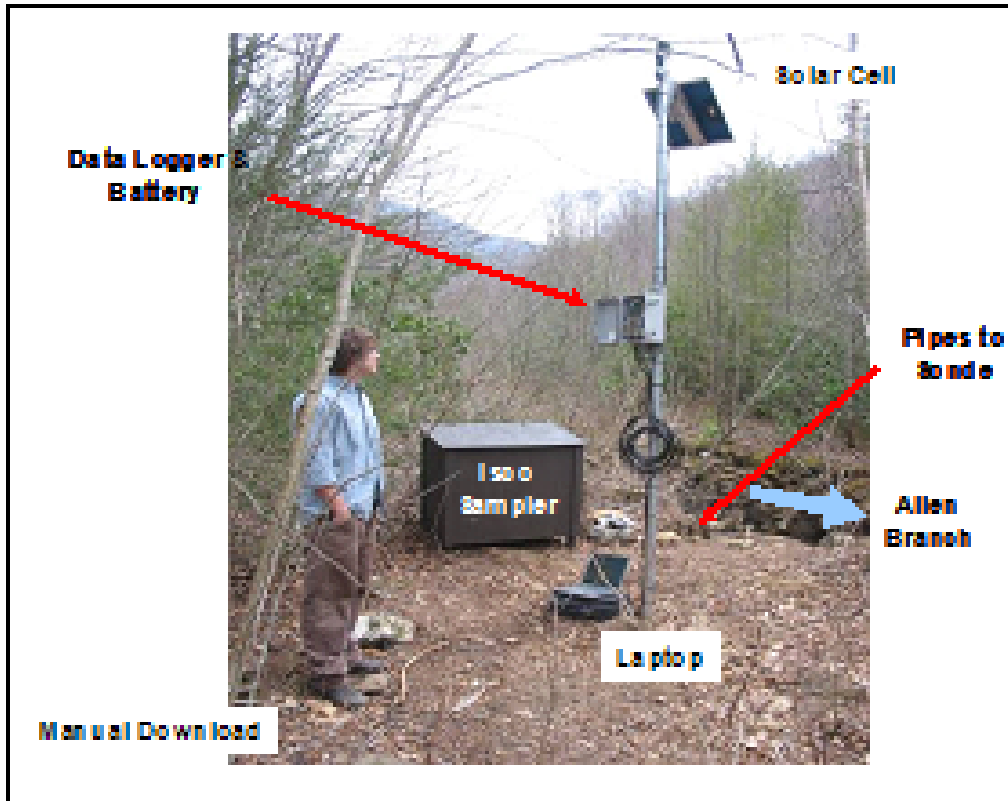 Solar Cell
Data Logger &
Battery
Pipes to
Sonde
Isco
Sampler
Allen
Branch
Laptop
Manual Download